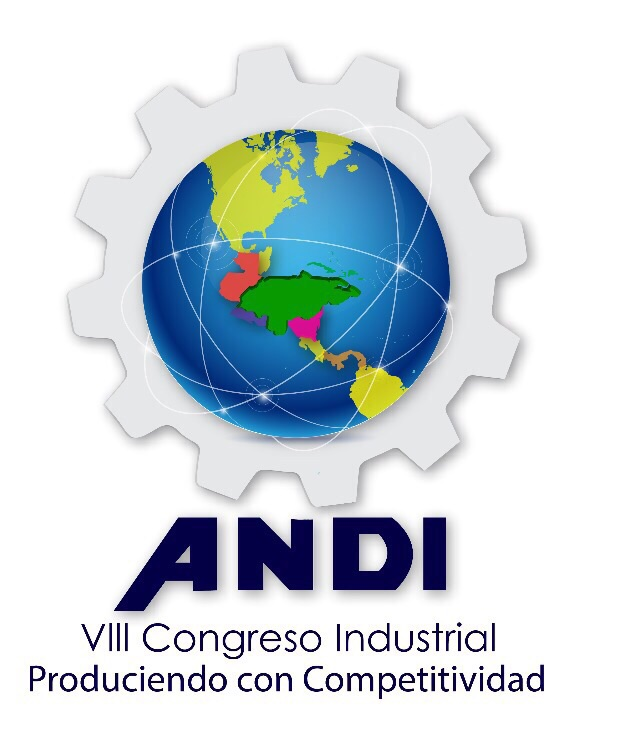 ANDI
VIII Congreso Industrial
Produciendo con Competitividad